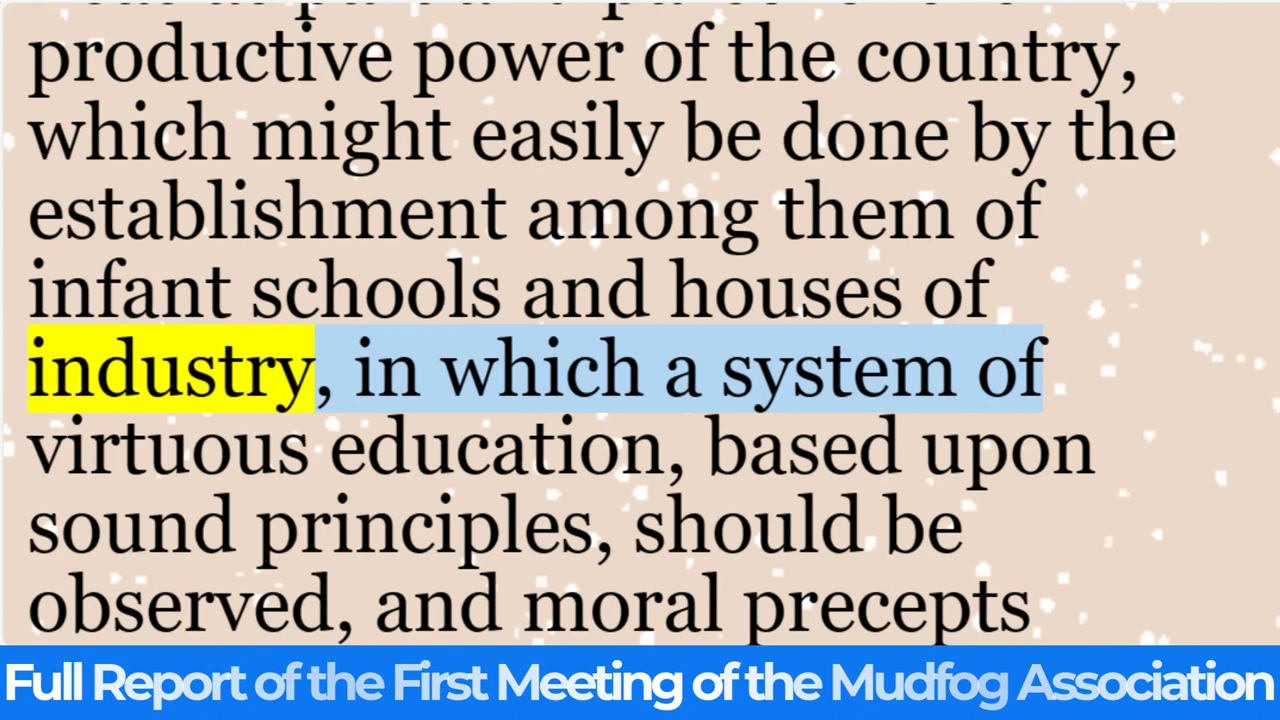 productive power of the country,
which might easily be done by the
establishment among them of
infant schools and houses of
industry, in which a system of
virtuous education, based upon
sound principles, should be
observed, and moral precepts
Full Report of the First Meeting of the Mudfog Association